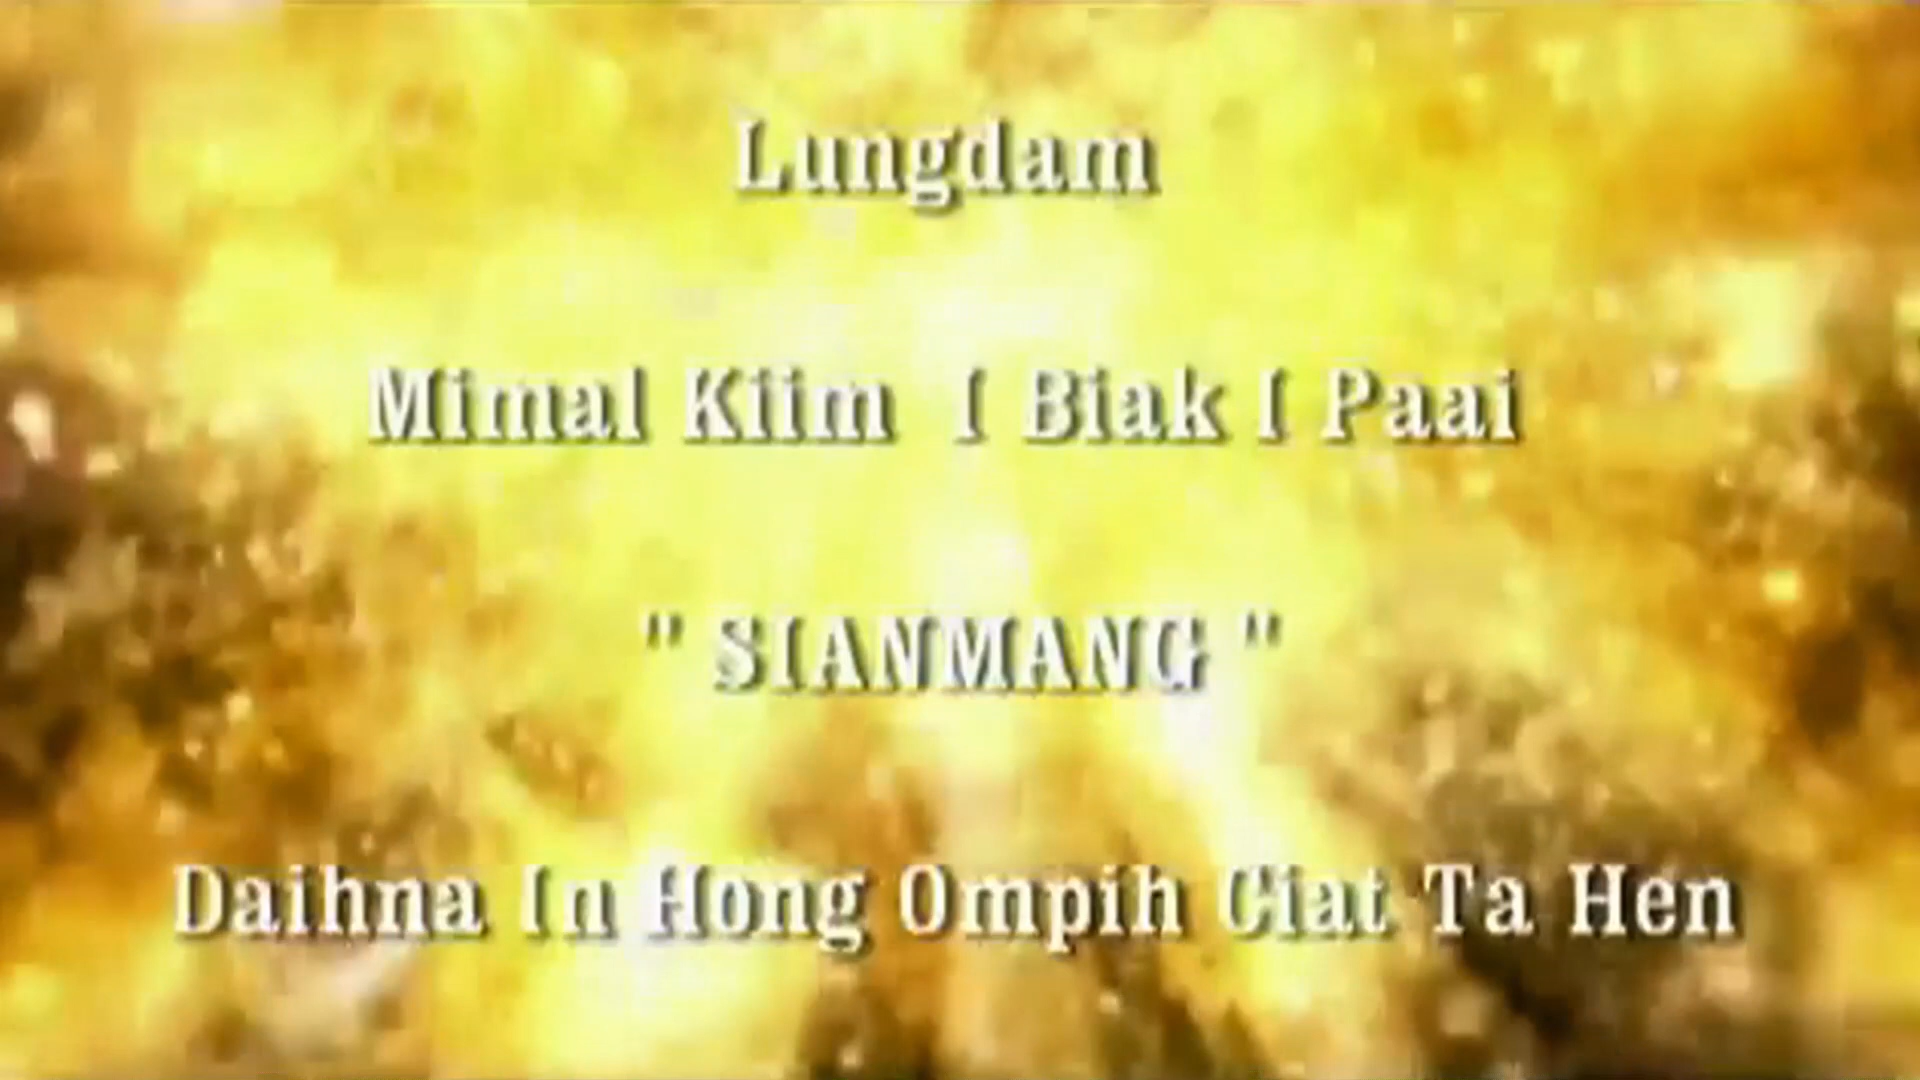 Lungdam
Mimal Kiim I Biak I Paai
" SIANMANG "
Daihna In Hong Ompih Ciat Ta Hen